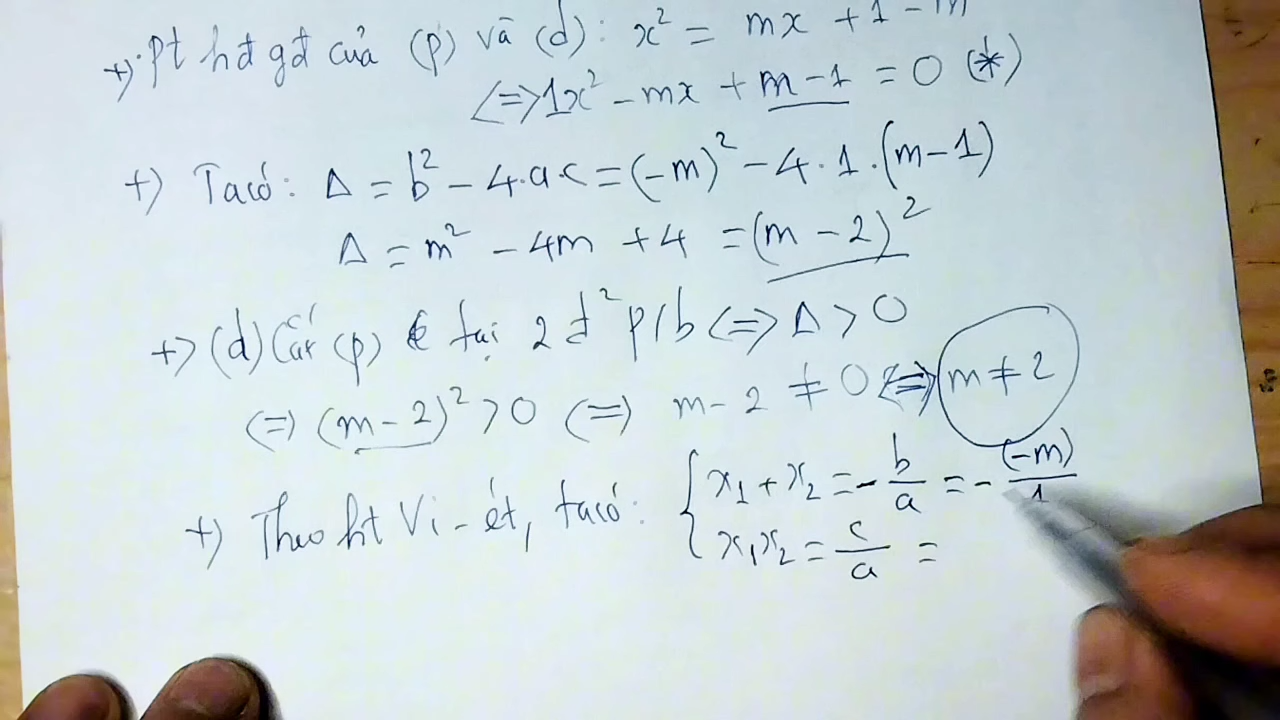 +) Pt hđgđ của (P) và (d): x² = mx + 1 - m
<=> 1x² - mx + m - 1 = 0 (*)
+) Ta có: Δ = b² - 4.a.c = (-m)² - 4.1.(m-1)
Δ = m² - 4m + 4 = (m - 2)²
+) (d) cắt (P) tại 2 đ² p/b <=> Δ > 0
<=> (m - 2)² > 0 <=> m - 2 ≠ 0 <=> m ≠ 2
+) Theo ht Vi-ét, ta có: { x₁ + x₂ = - b/a = - (-m)/1
x₁x₂ = c/a =